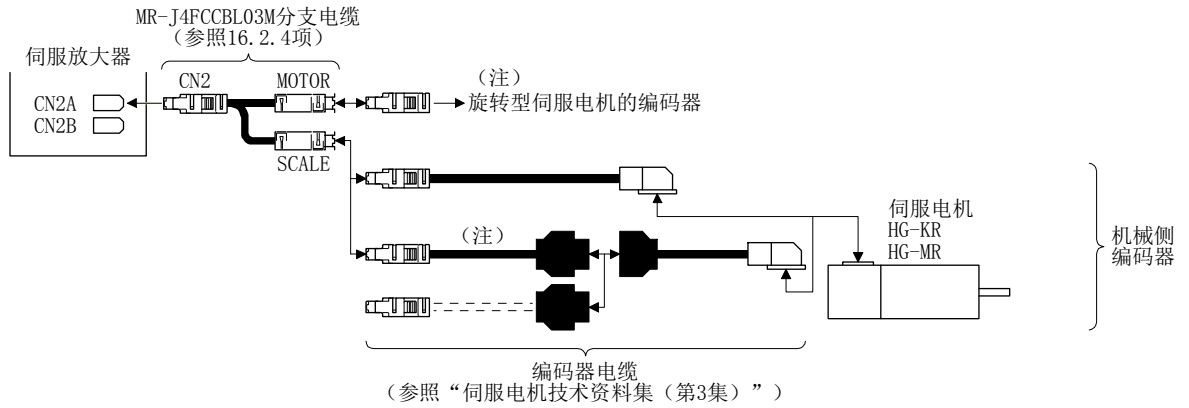 MR-J4FCCBL03M分支电缆
（参照16.2.4项）
伺服放大器
CN2
MOTOR
（注）
旋转型伺服电机的编码器
CN2A
CN2B
SCALE
（注）
伺服电机
HG-KR
HG-MR
机械侧
编码器
编码器电缆
（参照“伺服电机技术资料集（第3集）”）